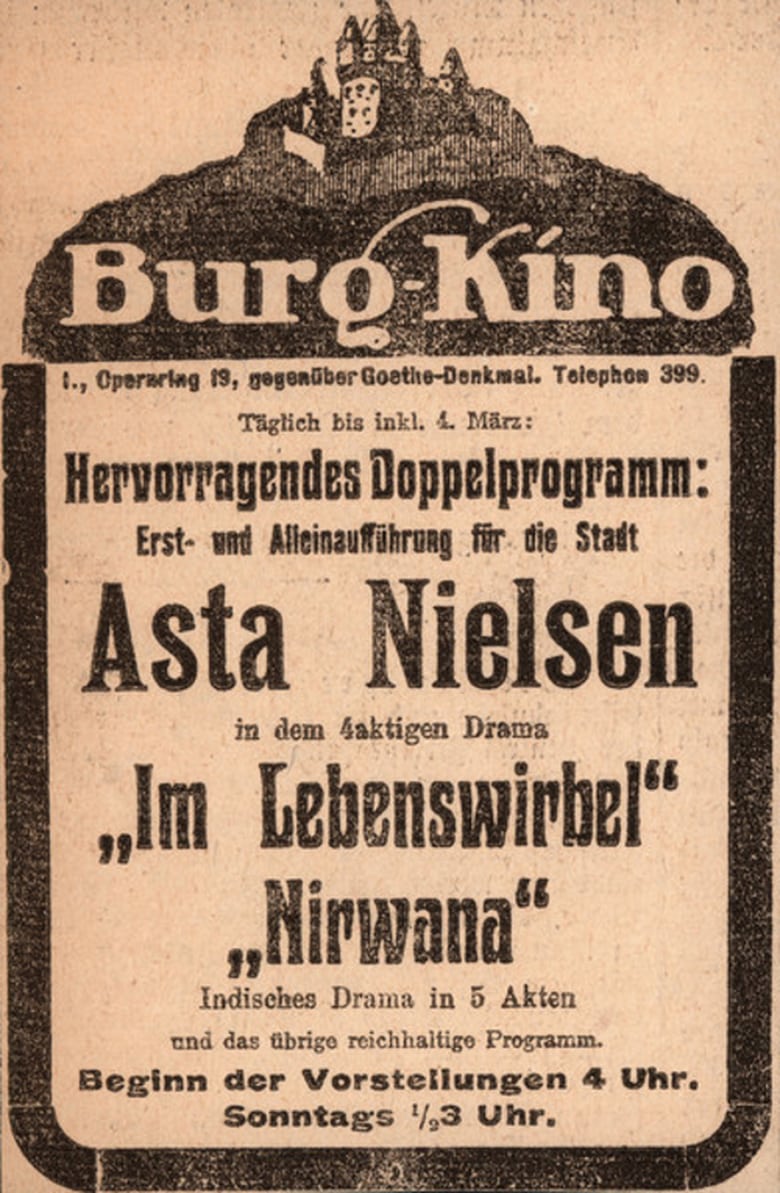 Burg-Kino
I., Opernring 19, gegenüber Goethe-Denkmal. Telephon 399.
Täglich bis inkl. 4. März:
Hervorragendes Doppelprogramm:
Erst- und Alleinaufführung für die Stadt
Asta Nielsen
in dem 4aktigen Drama
„Im Lebenswirbel“
„Nirwana“
Indisches Drama in 5 Akten
und das übrige reichhaltige Programm.
Beginn der Vorstellungen 4 Uhr.
Sonntags ½3 Uhr.